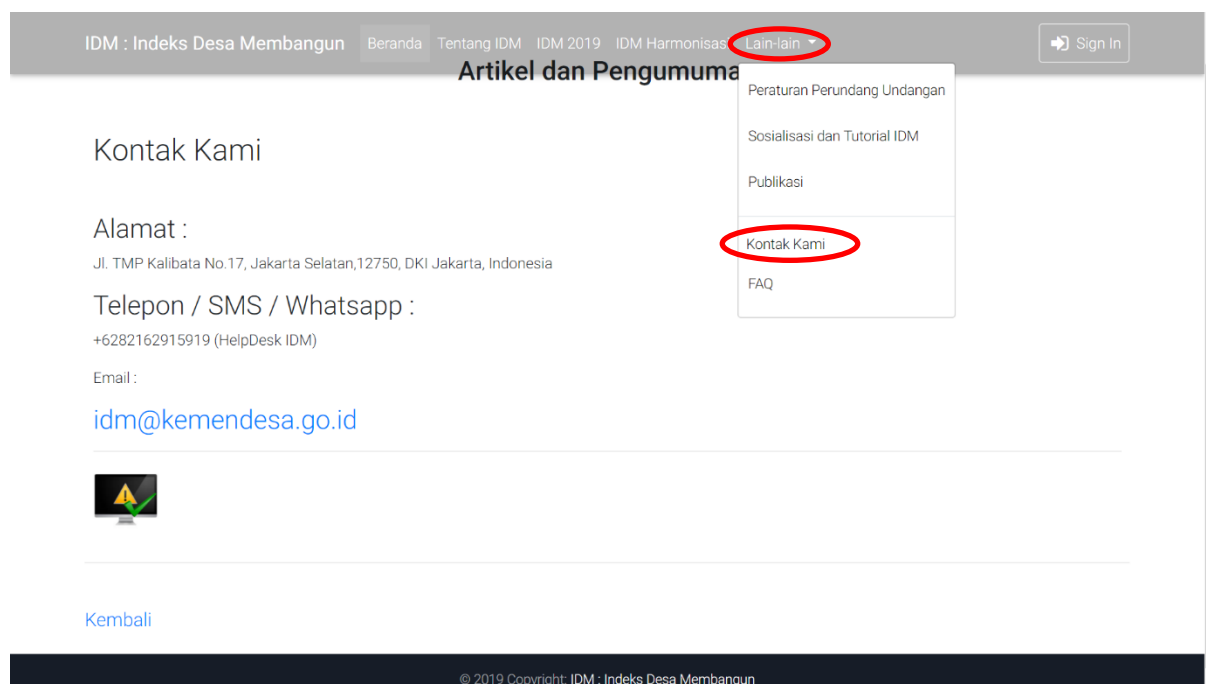 IDM : Indeks Desa Membangun Beranda Tentang IDM IDM 2019 IDM Harmonisasi Lain-lain Sign In
Artikel dan Pengumuma
Peraturan Perundang Undangan
Sosialisasi dan Tutorial IDM
Publikasi
Kontak Kami
FAQ
Kontak Kami
Alamat :
Jl. TMP Kalibata No.17, Jakarta Selatan,12750, DKI Jakarta, Indonesia
Telepon / SMS / Whatsapp :
+6282162915919 (HelpDesk IDM)
Email :
idm@kemendesa.go.id
Kembali
© 2019 Copyright: IDM : Indeks Desa Membangun